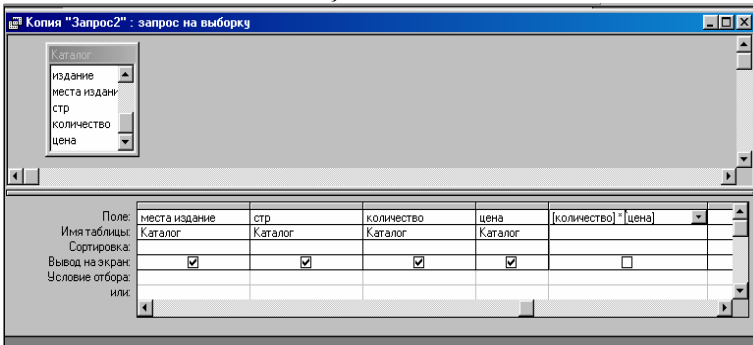 Копия "Запрос2" : запрос на выборку
Каталог
издание
места издани
стр
количество
цена
Поле: места издание стр количество цена [количество] * [цена]
Имя таблицы: Каталог Каталог Каталог Каталог
Сортировка:
Вывод на экран:
Условие отбора:
или: